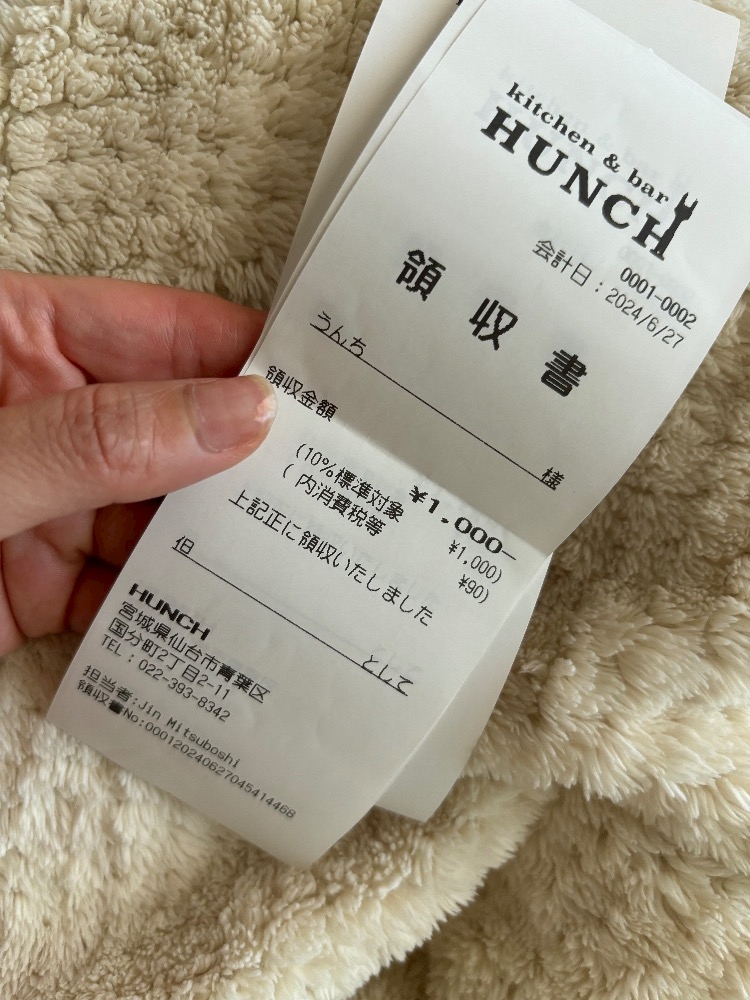 kitchen & bar
HUNCH
0001-0002
会計日：2024/6/27
領収書
うんち 様
領収金額
¥1,000-
(10%標準対象 ¥1,000)
( 内消費税等 ¥90)
上記正に領収いたしました
但 として
HUNCH
宮城県仙台市青葉区
国分町2丁目2-11
TEL：022-393-8342
担当者:Jin Mitsuboshi
領収書No:00012024062704541446​8